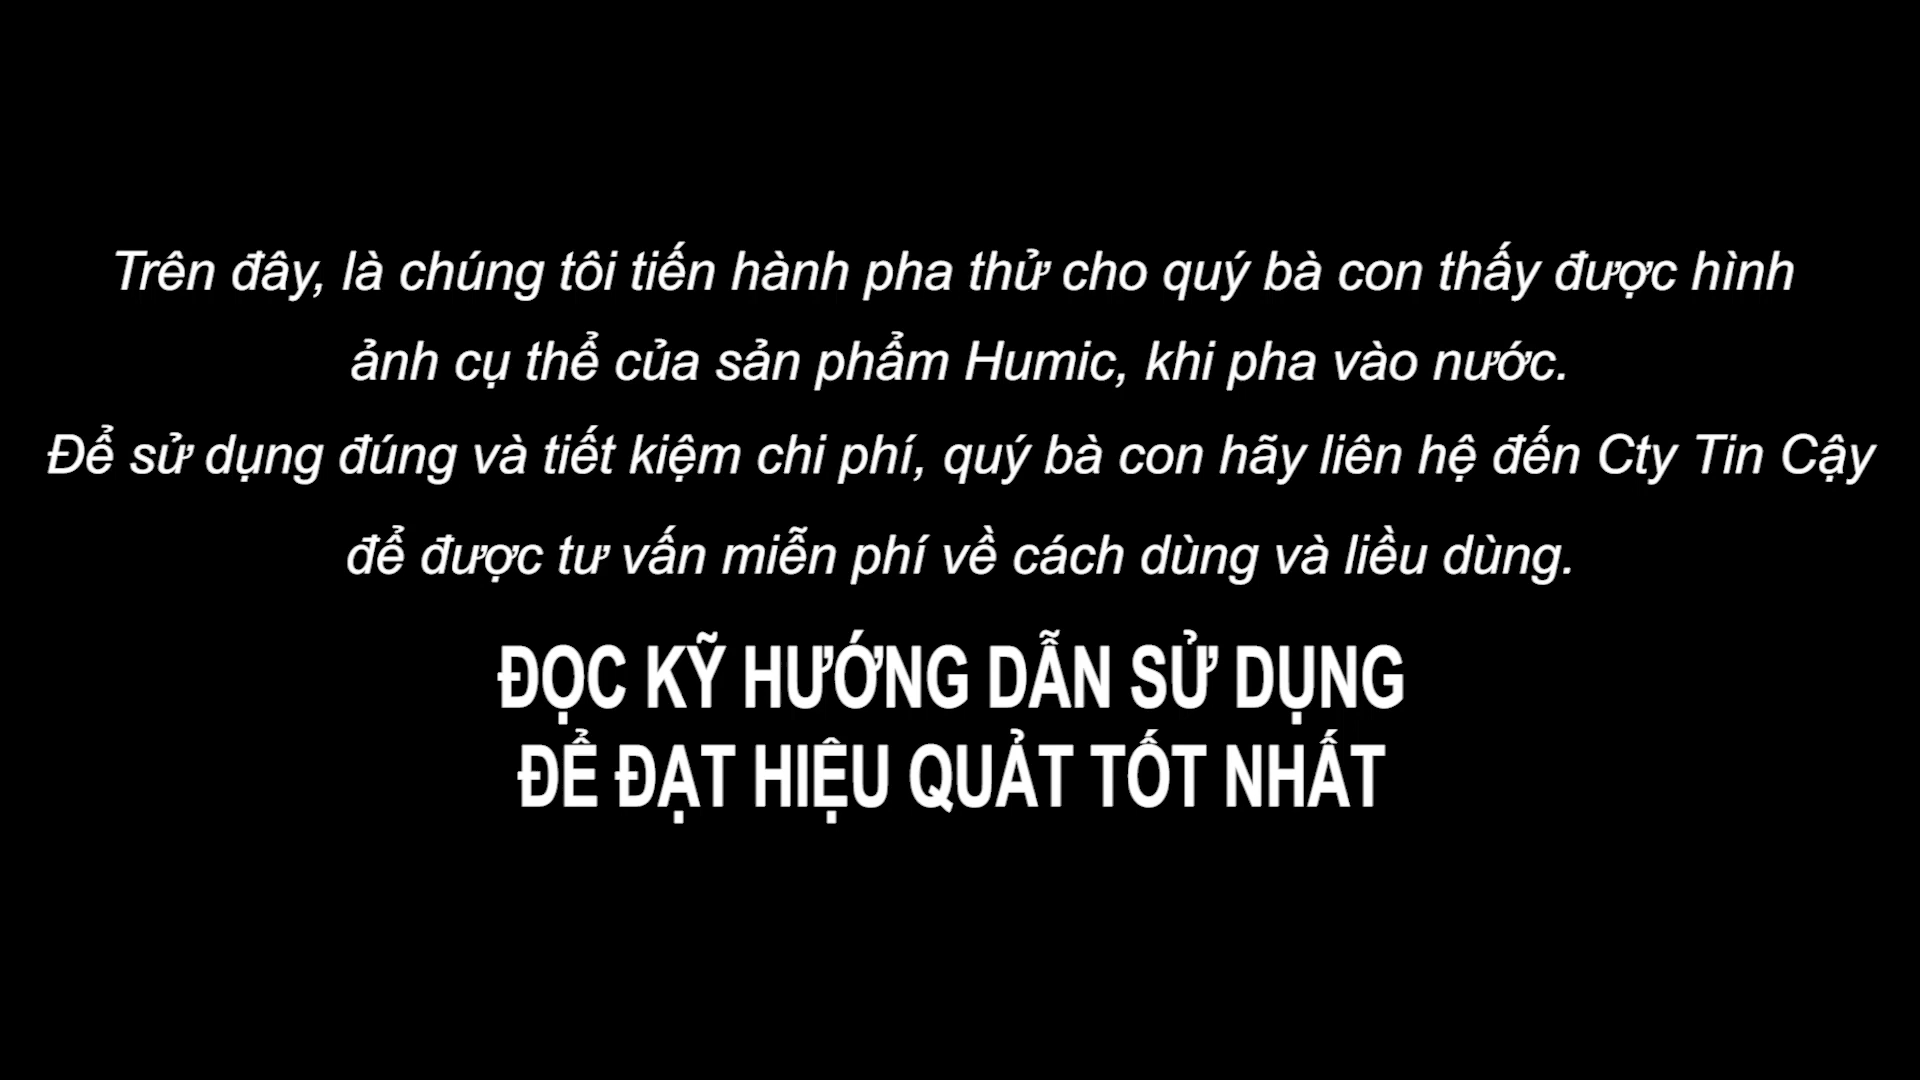 Trên đây, là chúng tôi tiến hành pha thử cho quý bà con thấy được hình
ảnh cụ thể của sản phẩm Humic, khi pha vào nước.
Để sử dụng đúng và tiết kiệm chi phí, quý bà con hãy liên hệ đến Cty Tin Cậy
để được tư vấn miễn phí về cách dùng và liều dùng.
ĐỌC KỸ HƯỚNG DẪN SỬ DỤNG
ĐỂ ĐẠT HIỆU QUẢT TỐT NHẤT